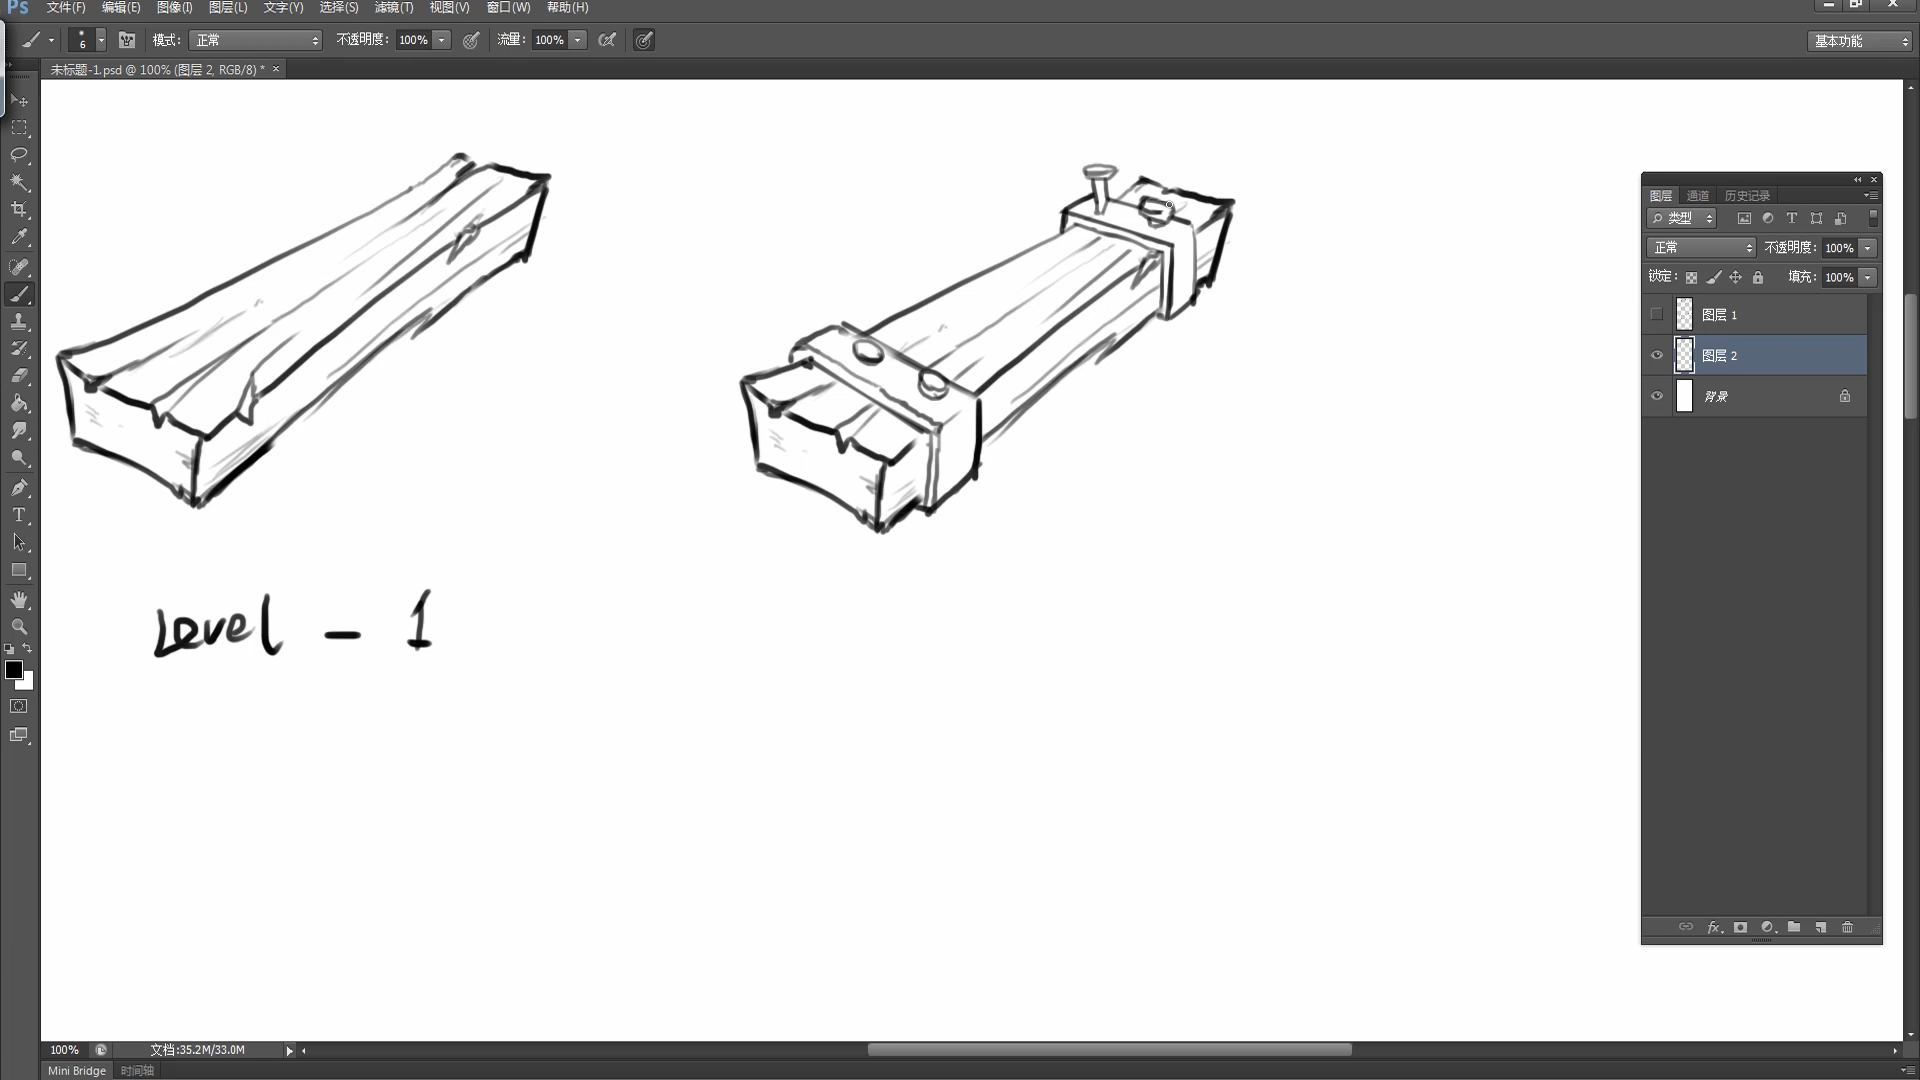 Ps 文件(F) 编辑(E) 图像(I) 图层(L) 文字(Y) 选择(S) 滤镜(T) 视图(V) 窗口(W) 帮助(H)
6 模式: 正常 不透明度: 100% 流量: 100% 基本功能
未标题-1.psd @ 100% (图层 2, RGB/8) * ×
图层 通道 历史记录
类型
正常 不透明度: 100%
锁定: 填充: 100%
图层 1
图层 2
背景
fx
Level - 1
100% 文档:35.2M/33.0M
Mini Bridge 时间轴